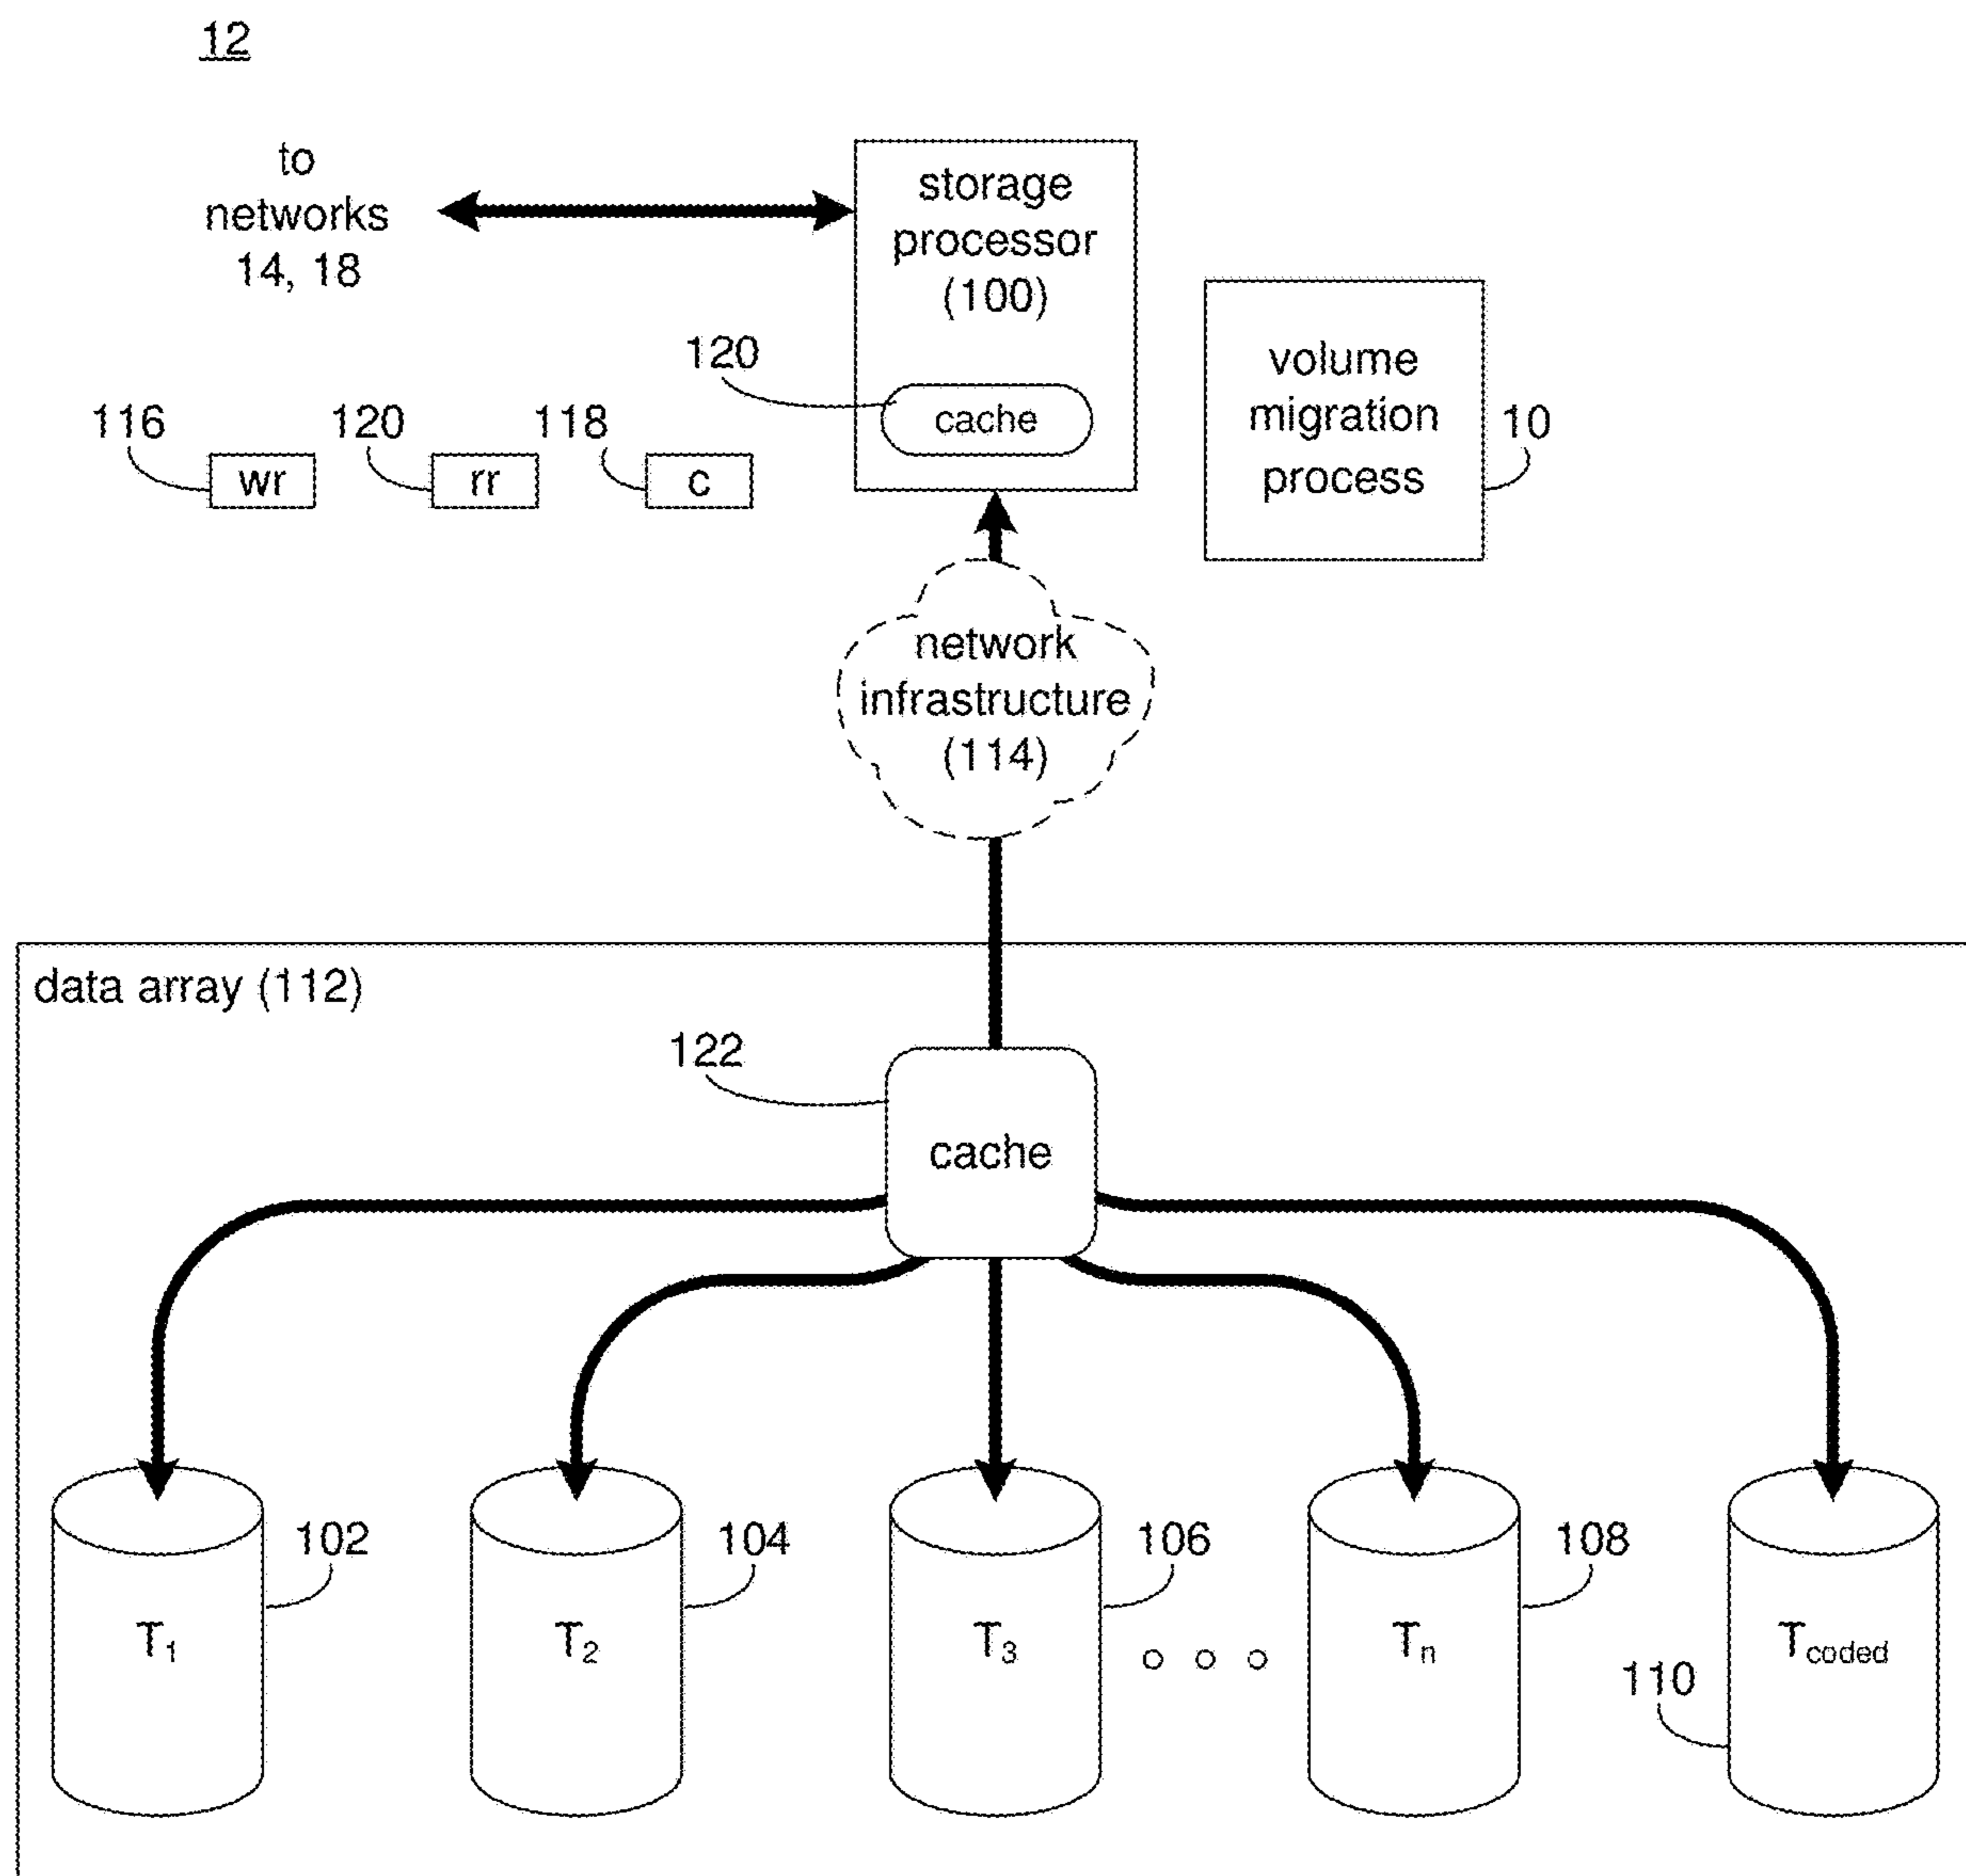 12
to
networks
14, 18
storage
processor
(100)
120
cache
volume
migration
process
10
116
wr
120
rr
118
c
network
infrastructure
(114)
data array (112)
122
cache
102
104
106
108
T1
T2
T3
Tn
Tcoded
110